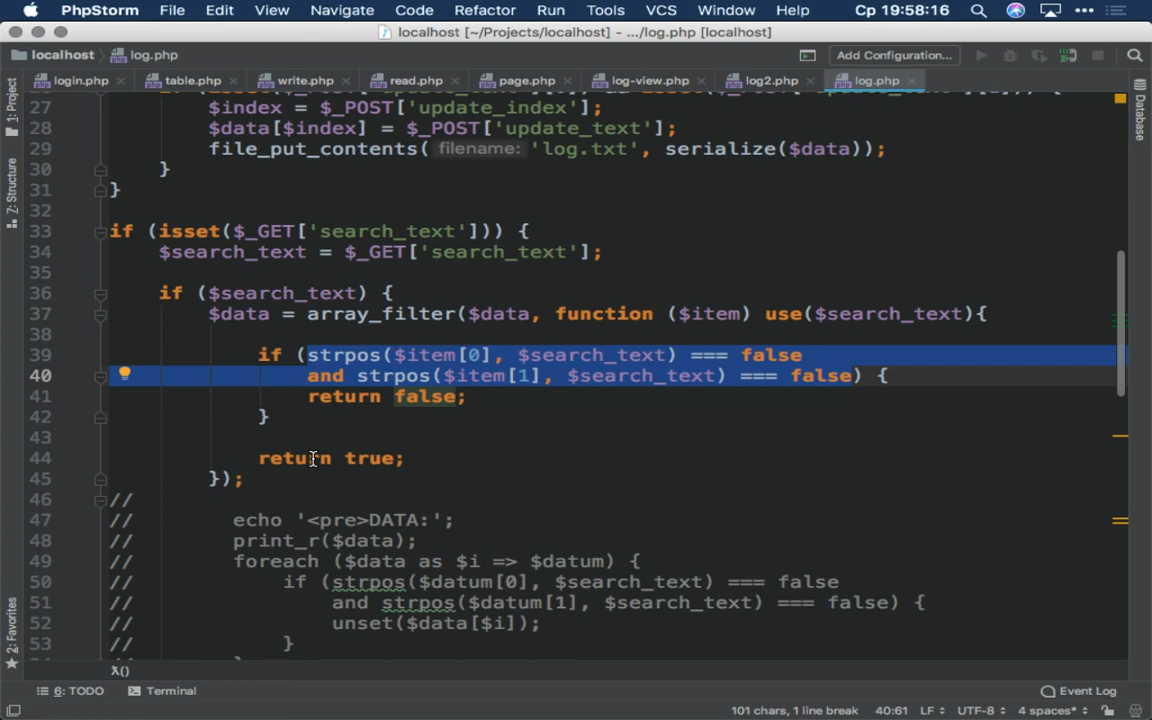 PhpStorm File Edit View Navigate Code Refactor Run Tools VCS Window Help Ср 19:58:16
localhost [~/Projects/localhost] - .../log.php [localhost]
localhost log.php Add Configuration...
login.php table.php write.php read.php page.php log-view.php log2.php log.php
1: Project
Z: Structure
2: Favorites
Database
27 $index = $_POST['update_index'];
28 $data[$index] = $_POST['update_text'];
29 file_put_contents( filename: 'log.txt', serialize($data));
30 }
31 }
32
33 if (isset($_GET['search_text'])) {
34 $search_text = $_GET['search_text'];
35
36 if ($search_text) {
37 $data = array_filter($data, function ($item) use($search_text){
38
39 if (strpos($item[0], $search_text) === false
40 and strpos($item[1], $search_text) === false) {
41 return false;
42 }
43
44 return true;
45 });
46 //
47 // echo '<pre>DATA:';
48 // print_r($data);
49 // foreach ($data as $i => $datum) {
50 // if (strpos($datum[0], $search_text) === false
51 // and strpos($datum[1], $search_text) === false) {
52 // unset($data[$i]);
53 // }
λ()
6: TODO Terminal Event Log
101 chars, 1 line break 40:61 LF UTF-8 4 spaces*